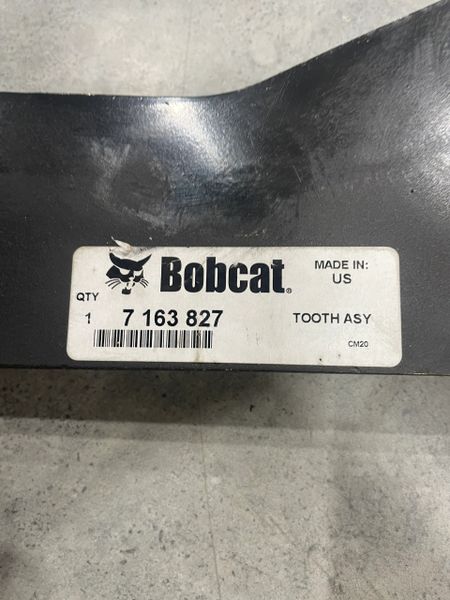 Bobcat®
MADE IN:
US
QTY
1 7 163 827
TOOTH ASY
CM20